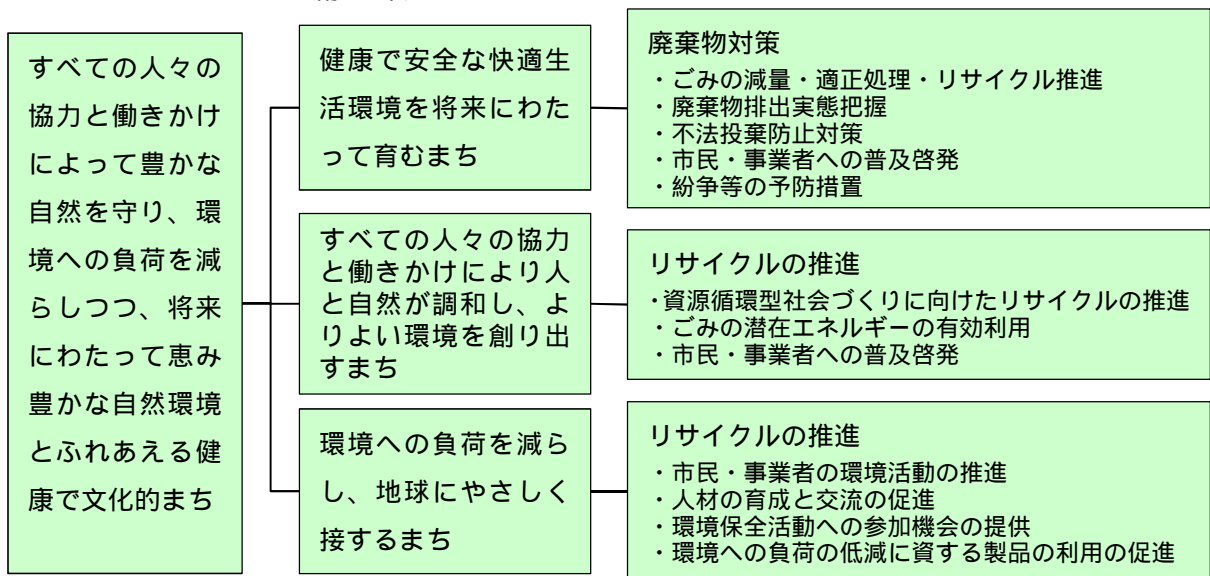 すべての人々の
協力と働きかけ
によって豊かな
自然を守り、環
境への負荷を減
らしつつ、将来
にわたって恵み
豊かな自然環境
とふれあえる健
康で文化的まち
健康で安全な快適生
活環境を将来にわた
って育むまち
すべての人々の協力
と働きかけにより人
と自然が調和し、よ
りよい環境を創り出
すまち
環境への負荷を減ら
し、地球にやさしく
接するまち
廃棄物対策
・ごみの減量・適正処理・リサイクル推進
・廃棄物排出実態把握
・不法投棄防止対策
・市民・事業者への普及啓発
・紛争等の予防措置
リサイクルの推進
・資源循環型社会づくりに向けたリサイクルの推進
・ごみの潜在エネルギーの有効利用
・市民・事業者への普及啓発
リサイクルの推進
・市民・事業者の環境活動の推進
・人材の育成と交流の促進
・環境保全活動への参加機会の提供
・環境への負荷の低減に資する製品の利用の促進